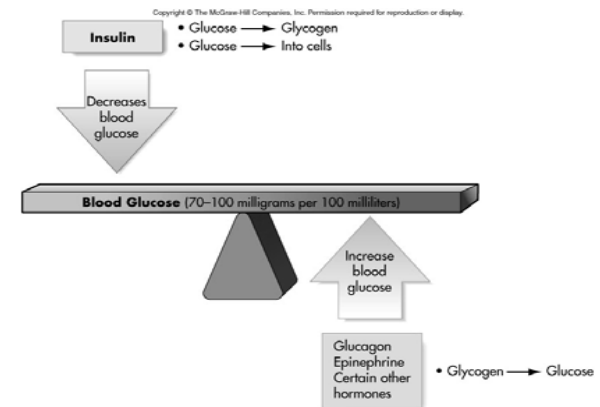 Copyright © The McGraw-Hill Companies, Inc. Permission required for reproduction or display.
Insulin
• Glucose → Glycogen
• Glucose → Into cells
Decreases
blood
glucose
Blood Glucose (70–100 milligrams per 100 milliliters)
Increase
blood
glucose
Glucagon
Epinephrine
Certain other
hormones
• Glycogen → Glucose